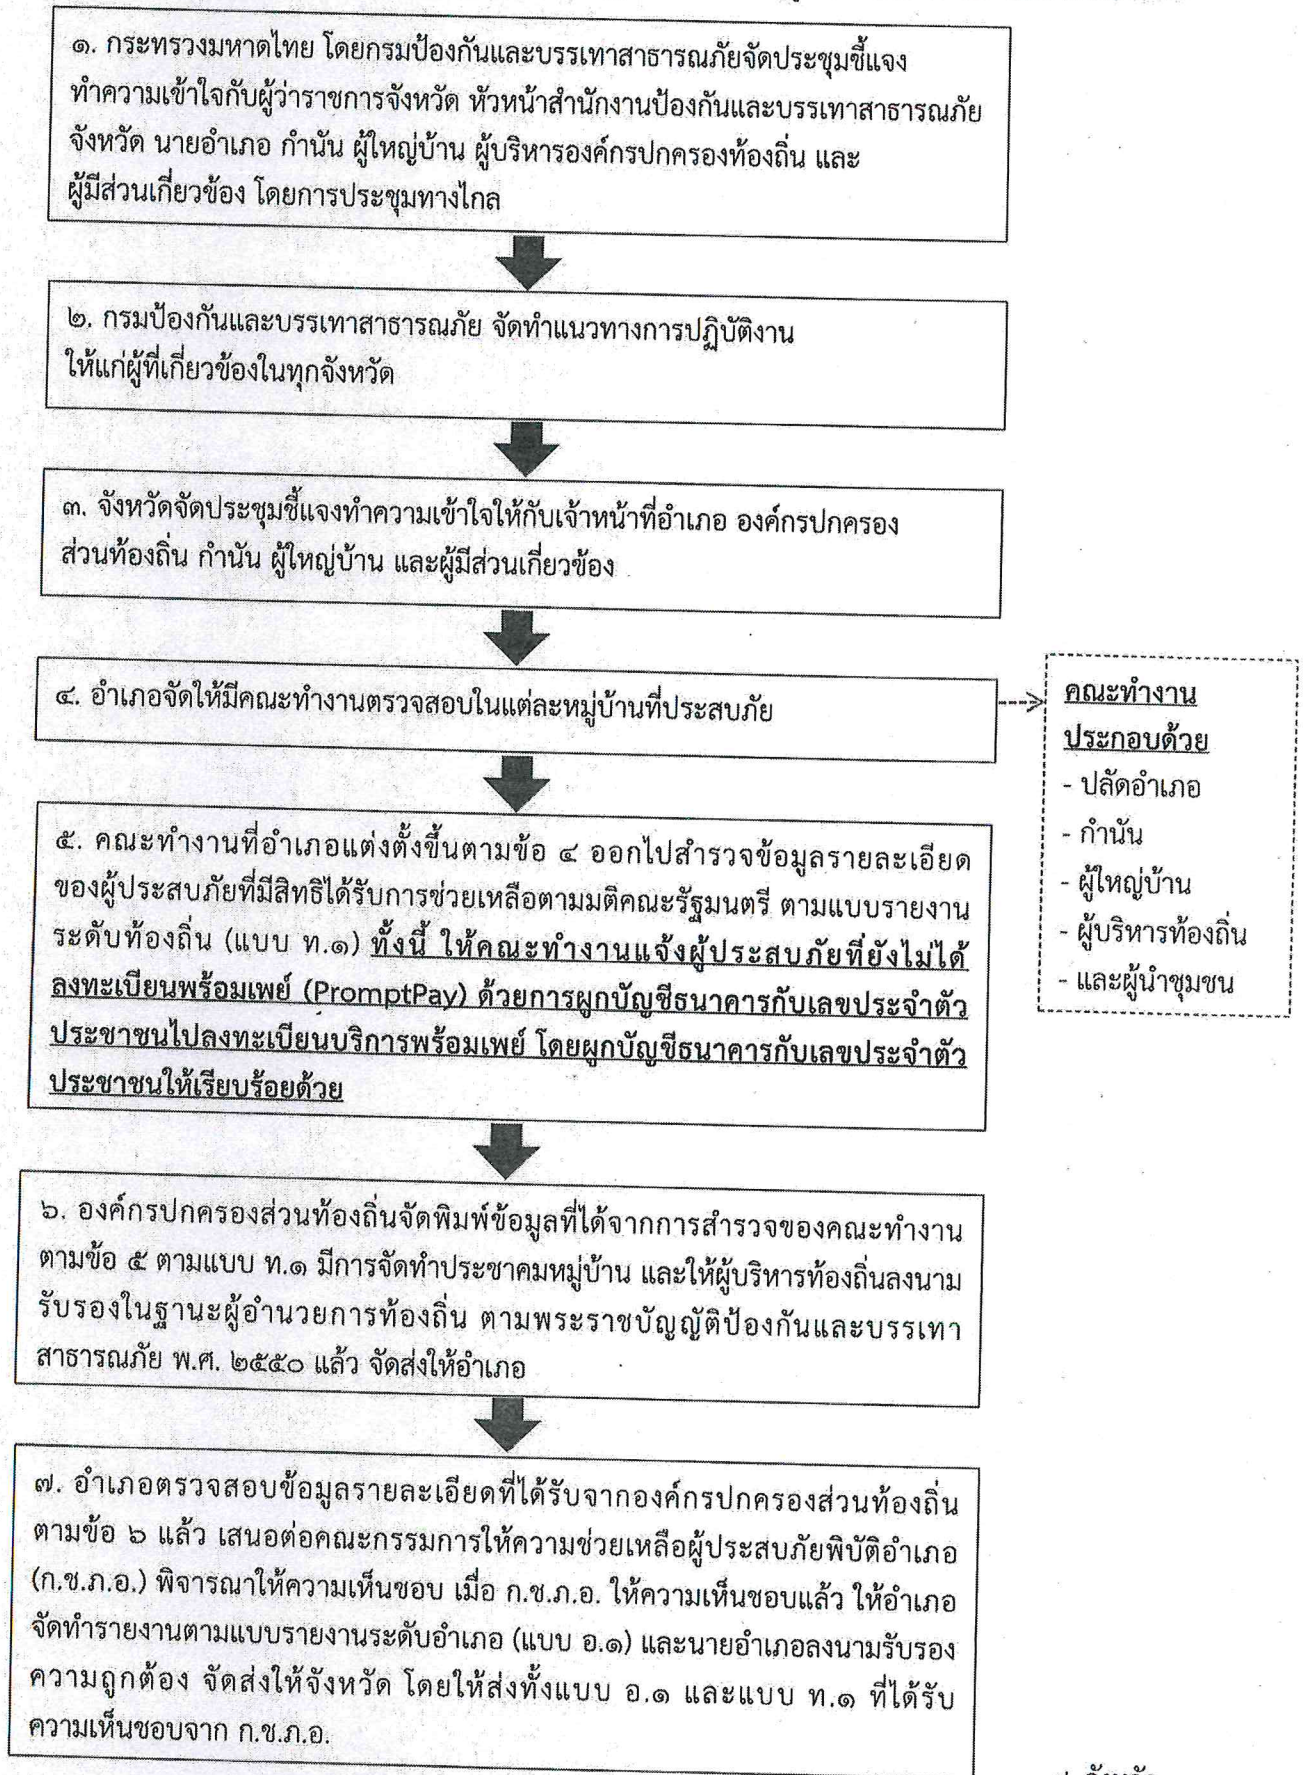 ๑. กระทรวงมหาดไทย โดยกรมป้องกันและบรรเทาสาธารณภัยจัดประชุมชี้แจง
ทำความเข้าใจกับผู้ว่าราชการจังหวัด หัวหน้าสำนักงานป้องกันและบรรเทาสาธารณภัย
จังหวัด นายอำเภอ กำนัน ผู้ใหญ่บ้าน ผู้บริหารองค์กรปกครองท้องถิ่น และ
ผู้มีส่วนเกี่ยวข้อง โดยการประชุมทางไกล
๒. กรมป้องกันและบรรเทาสาธารณภัย จัดทำแนวทางการปฏิบัติงาน
ให้แก่ผู้ที่เกี่ยวข้องในทุกจังหวัด
๓. จังหวัดจัดประชุมชี้แจงทำความเข้าใจให้กับเจ้าหน้าที่อำเภอ องค์กรปกครอง
ส่วนท้องถิ่น กำนัน ผู้ใหญ่บ้าน และผู้มีส่วนเกี่ยวข้อง
๔. อำเภอจัดให้มีคณะทำงานตรวจสอบในแต่ละหมู่บ้านที่ประสบภัย
คณะทำงาน
ประกอบด้วย
- ปลัดอำเภอ
- กำนัน
- ผู้ใหญ่บ้าน
- ผู้บริหารท้องถิ่น
- และผู้นำชุมชน
๕. คณะทำงานที่อำเภอแต่งตั้งขึ้นตามข้อ ๔ ออกไปสำรวจข้อมูลรายละเอียด
ของผู้ประสบภัยที่มีสิทธิได้รับการช่วยเหลือตามมติคณะรัฐมนตรี ตามแบบรายงาน
ระดับท้องถิ่น (แบบ ท.๑) ทั้งนี้ ให้คณะทำงานแจ้งผู้ประสบภัยที่ยังไม่ได้
ลงทะเบียนพร้อมเพย์ (PromptPay) ด้วยการผูกบัญชีธนาคารกับเลขประจำตัว
ประชาชนไปลงทะเบียนบริการพร้อมเพย์ โดยผูกบัญชีธนาคารกับเลขประจำตัว
ประชาชนให้เรียบร้อยด้วย
๖. องค์กรปกครองส่วนท้องถิ่นจัดพิมพ์ข้อมูลที่ได้จากการสำรวจของคณะทำงาน
ตามข้อ ๕ ตามแบบ ท.๑ มีการจัดทำประชาคมหมู่บ้าน และให้ผู้บริหารท้องถิ่นลงนาม
รับรองในฐานะผู้อำนวยการท้องถิ่น ตามพระราชบัญญัติป้องกันและบรรเทา
สาธารณภัย พ.ศ. ๒๕๕๐ แล้ว จัดส่งให้อำเภอ
๗. อำเภอตรวจสอบข้อมูลรายละเอียดที่ได้รับจากองค์กรปกครองส่วนท้องถิ่น
ตามข้อ ๖ แล้ว เสนอต่อคณะกรรมการให้ความช่วยเหลือผู้ประสบภัยพิบัติอำเภอ
(ก.ช.ภ.อ.) พิจารณาให้ความเห็นชอบ เมื่อ ก.ช.ภ.อ. ให้ความเห็นชอบแล้ว ให้อำเภอ
จัดทำรายงานตามแบบรายงานระดับอำเภอ (แบบ อ.๑) และนายอำเภอลงนามรับรอง
ความถูกต้อง จัดส่งให้จังหวัด โดยให้ส่งทั้งแบบ อ.๑ และแบบ ท.๑ ที่ได้รับ
ความเห็นชอบจาก ก.ช.ภ.อ.